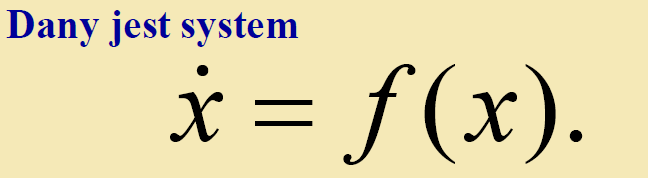 Dany jest system
ẋ = f(x).